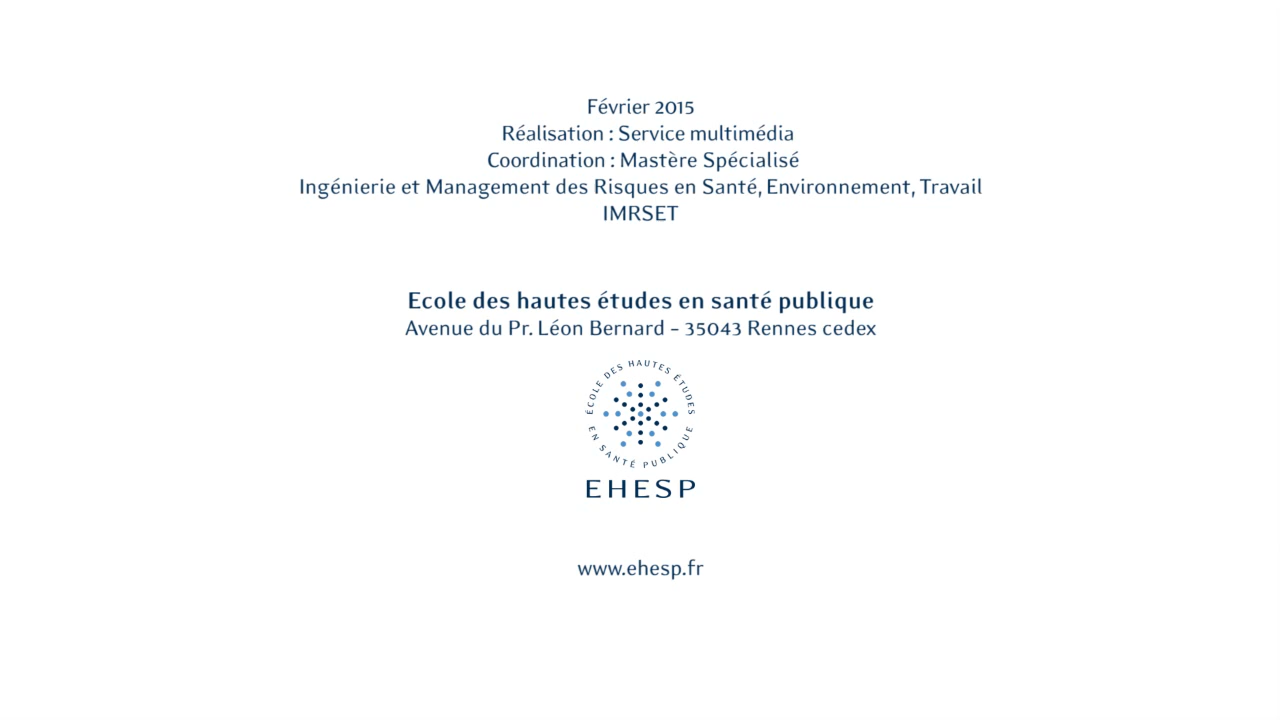 Février 2015
Réalisation : Service multimédia
Coordination : Mastère Spécialisé
Ingénierie et Management des Risques en Santé, Environnement, Travail
IMRSET
Ecole des hautes études en santé publique
Avenue du Pr. Léon Bernard – 35043 Rennes cedex
ÉCOLE DES HAUTES ÉTUDES
EN SANTÉ PUBLIQUE
EHESP
www.ehesp.fr